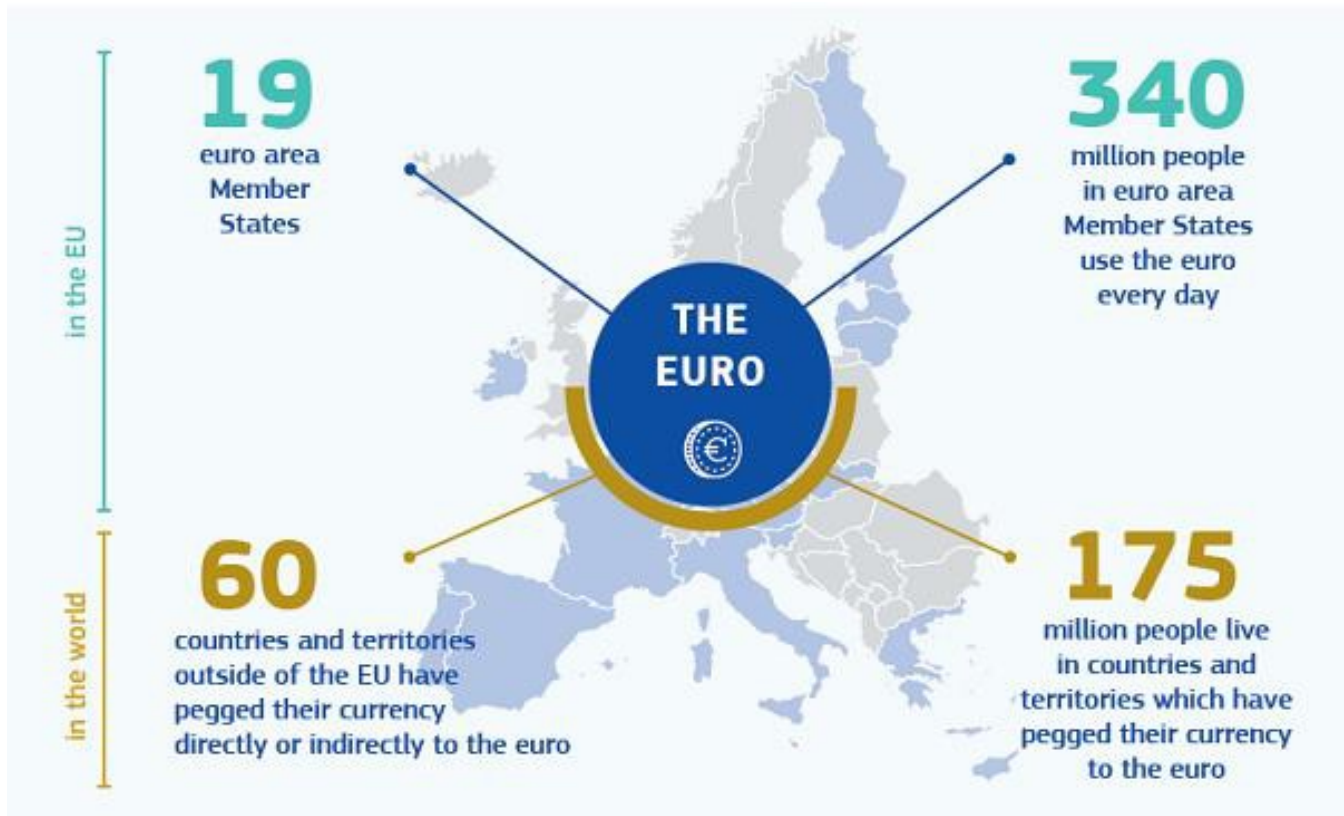 in the EU
19
euro area
Member
States
340
million people
in euro area
Member States
use the euro
every day
THE
EURO
€
in the world
60
countries and territories
outside of the EU have
pegged their currency
directly or indirectly to the euro
175
million people live
in countries and
territories which have
pegged their currency
to the euro